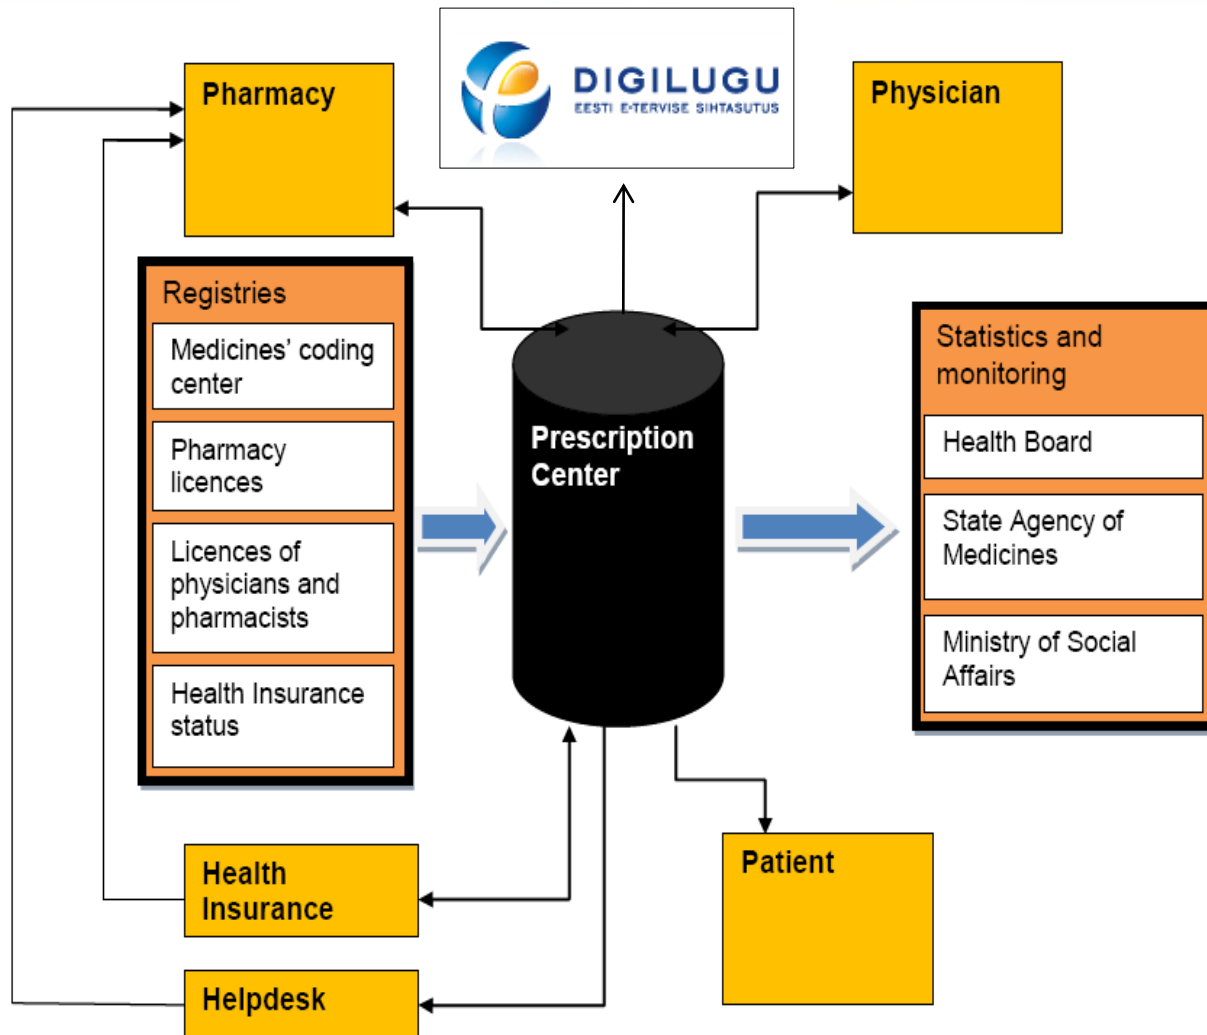 Pharmacy
DIGILUGU
EESTI E-TERVISE SIHTASUTUS
Physician
Registries
Medicines’ coding
center
Pharmacy
licences
Licences of
physicians and
pharmacists
Health Insurance
status
Prescription
Center
Statistics and
monitoring
Health Board
State Agency of
Medicines
Ministry of Social
Affairs
Health
Insurance
Helpdesk
Patient